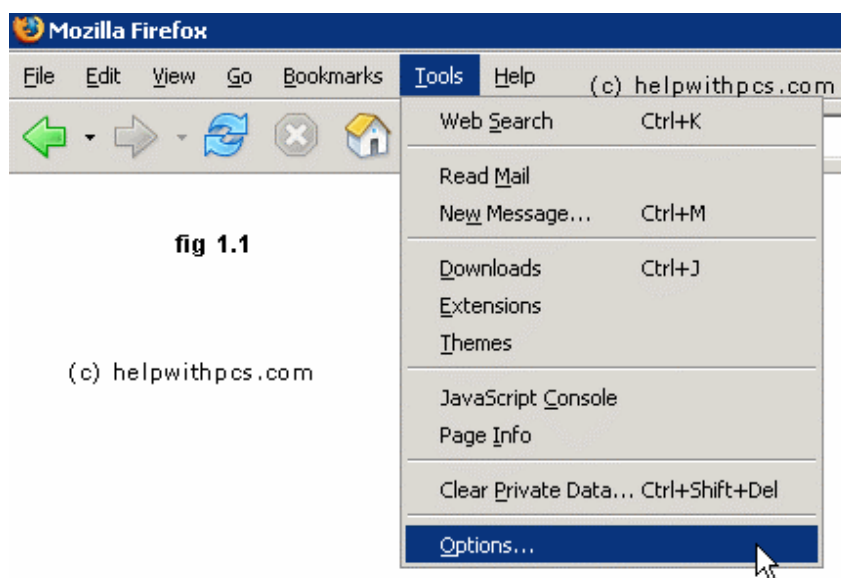 Mozilla Firefox
File Edit View Go Bookmarks Tools Help (c) helpwithpcs.com
Web Search Ctrl+K
Read Mail
New Message... Ctrl+M
fig 1.1
Downloads Ctrl+J
Extensions
Themes
(c) helpwithpcs.com
JavaScript Console
Page Info
Clear Private Data... Ctrl+Shift+Del
Options...